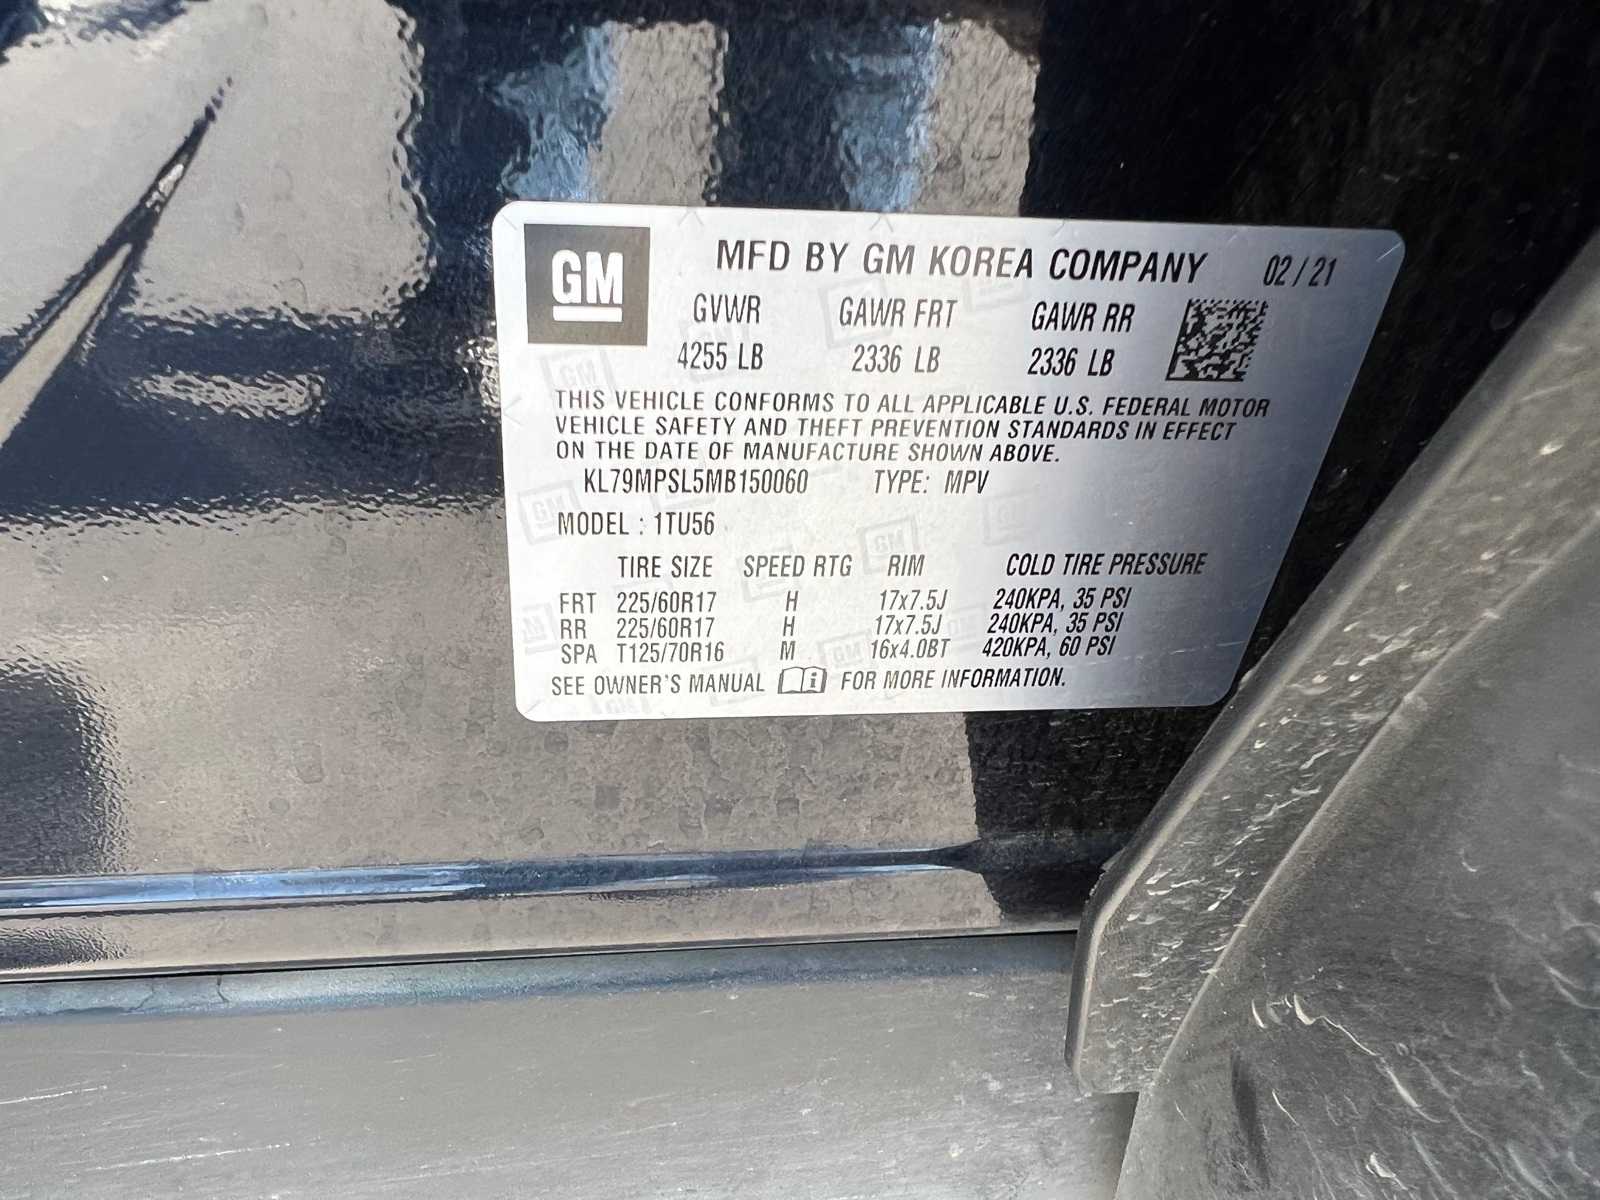 GM
MFD BY GM KOREA COMPANY 02/21
GVWR GAWR FRT GAWR RR
4255 LB 2336 LB 2336 LB
THIS VEHICLE CONFORMS TO ALL APPLICABLE U.S. FEDERAL MOTOR
VEHICLE SAFETY AND THEFT PREVENTION STANDARDS IN EFFECT
ON THE DATE OF MANUFACTURE SHOWN ABOVE.
KL79MPSL5MB150060 TYPE: MPV
MODEL : 1TU56
TIRE SIZE SPEED RTG RIM COLD TIRE PRESSURE
FRT 225/60R17 H 17x7.5J 240KPA, 35 PSI
RR 225/60R17 H 17x7.5J 240KPA, 35 PSI
SPA T125/70R16 M 16x4.0BT 420KPA, 60 PSI
SEE OWNER'S MANUAL i FOR MORE INFORMATION.